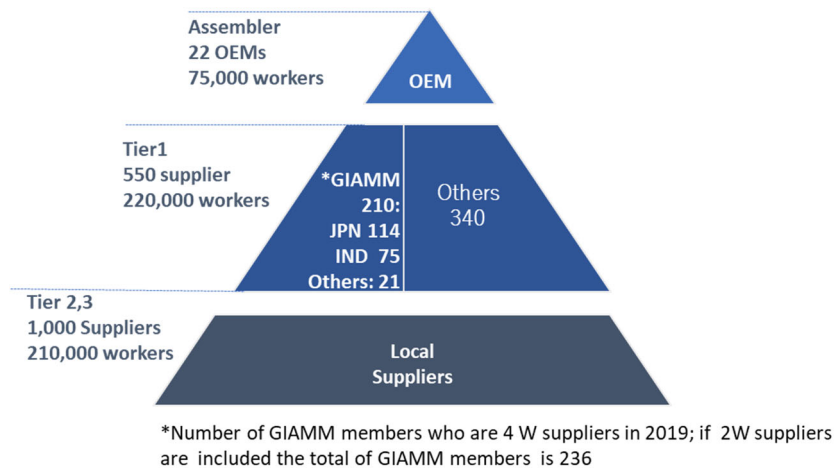 Assembler
22 OEMs
75,000 workers
OEM
Tier1
550 supplier
220,000 workers
*GIAMM
210:
JPN 114
IND 75
Others: 21
Others
340
Tier 2,3
1,000 Suppliers
210,000 workers
Local
Suppliers
*Number of GIAMM members who are 4 W suppliers in 2019; if 2W suppliers
are included the total of GIAMM members is 236